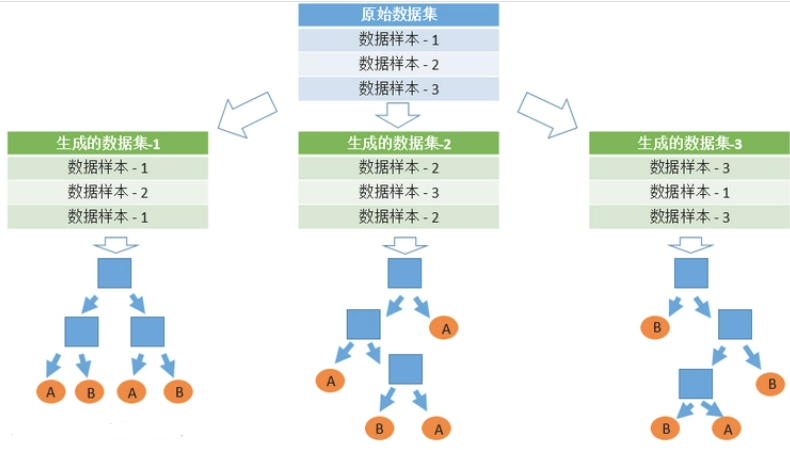 原始数据集
数据样本 - 1
数据样本 - 2
数据样本 - 3
生成的数据集-1
数据样本 - 1
数据样本 - 2
数据样本 - 1
生成的数据集-2
数据样本 - 2
数据样本 - 3
数据样本 - 2
生成的数据集-3
数据样本 - 3
数据样本 - 1
数据样本 - 3
A
B
A
B
A
A
B
A
B
B
B
A